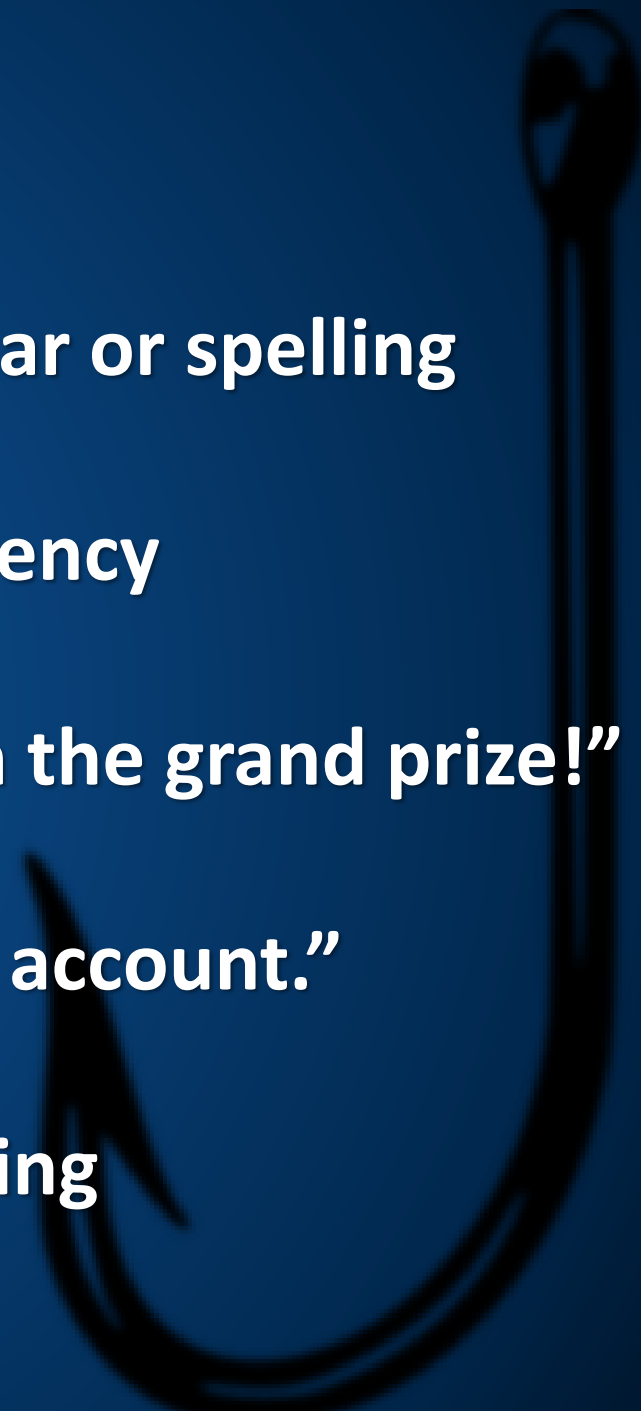 ar or spelling
ency
the grand prize!”
account.”
ing